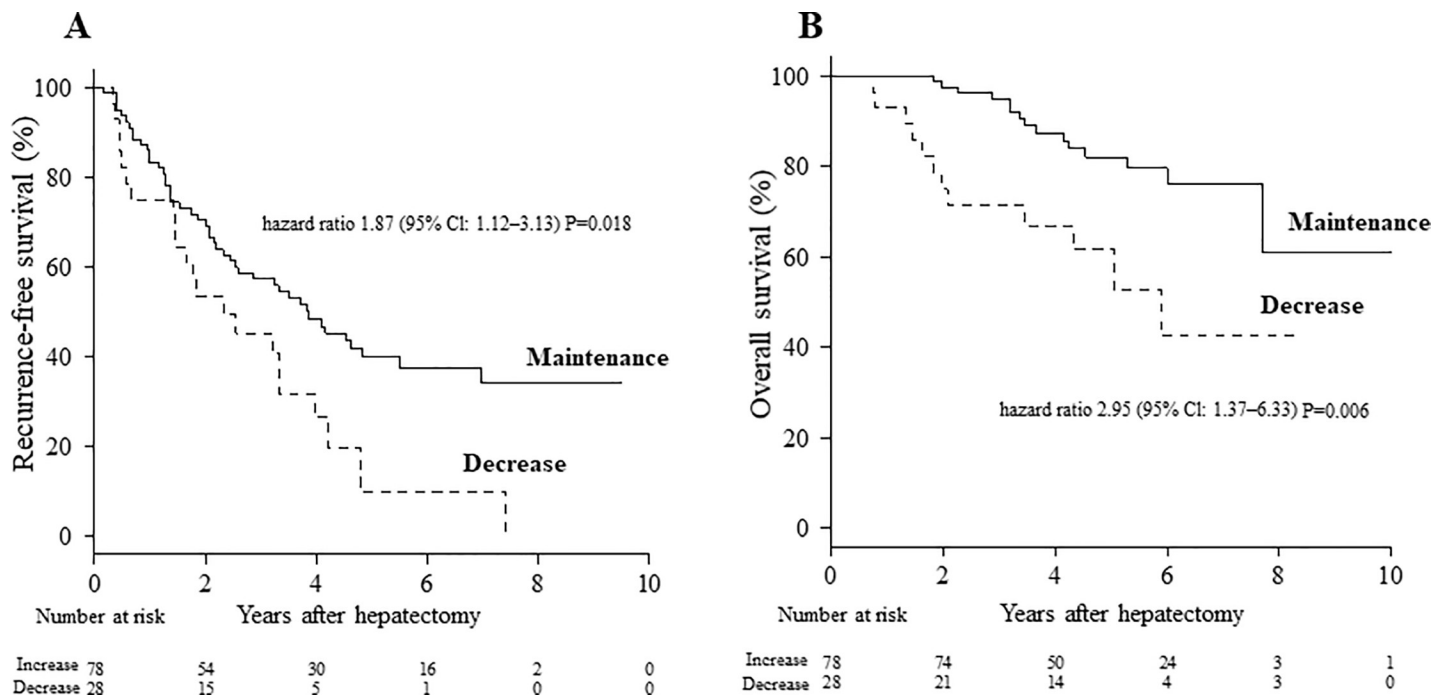 A
Recurrence-free survival (%)
100
80
60
40
20
0
hazard ratio 1.87 (95% Cl: 1.12–3.13) P=0.018
Maintenance
Decrease
0 2 4 6 8 10
Number at risk Years after hepatectomy
Increase 78 54 30 16 2 0
Decrease 28 15 5 1 0 0
B
Overall survival (%)
100
80
60
40
20
0
Maintenance
Decrease
hazard ratio 2.95 (95% Cl: 1.37–6.33) P=0.006
0 2 4 6 8 10
Number at risk Years after hepatectomy
Increase 78 74 50 24 3 1
Decrease 28 21 14 4 3 0